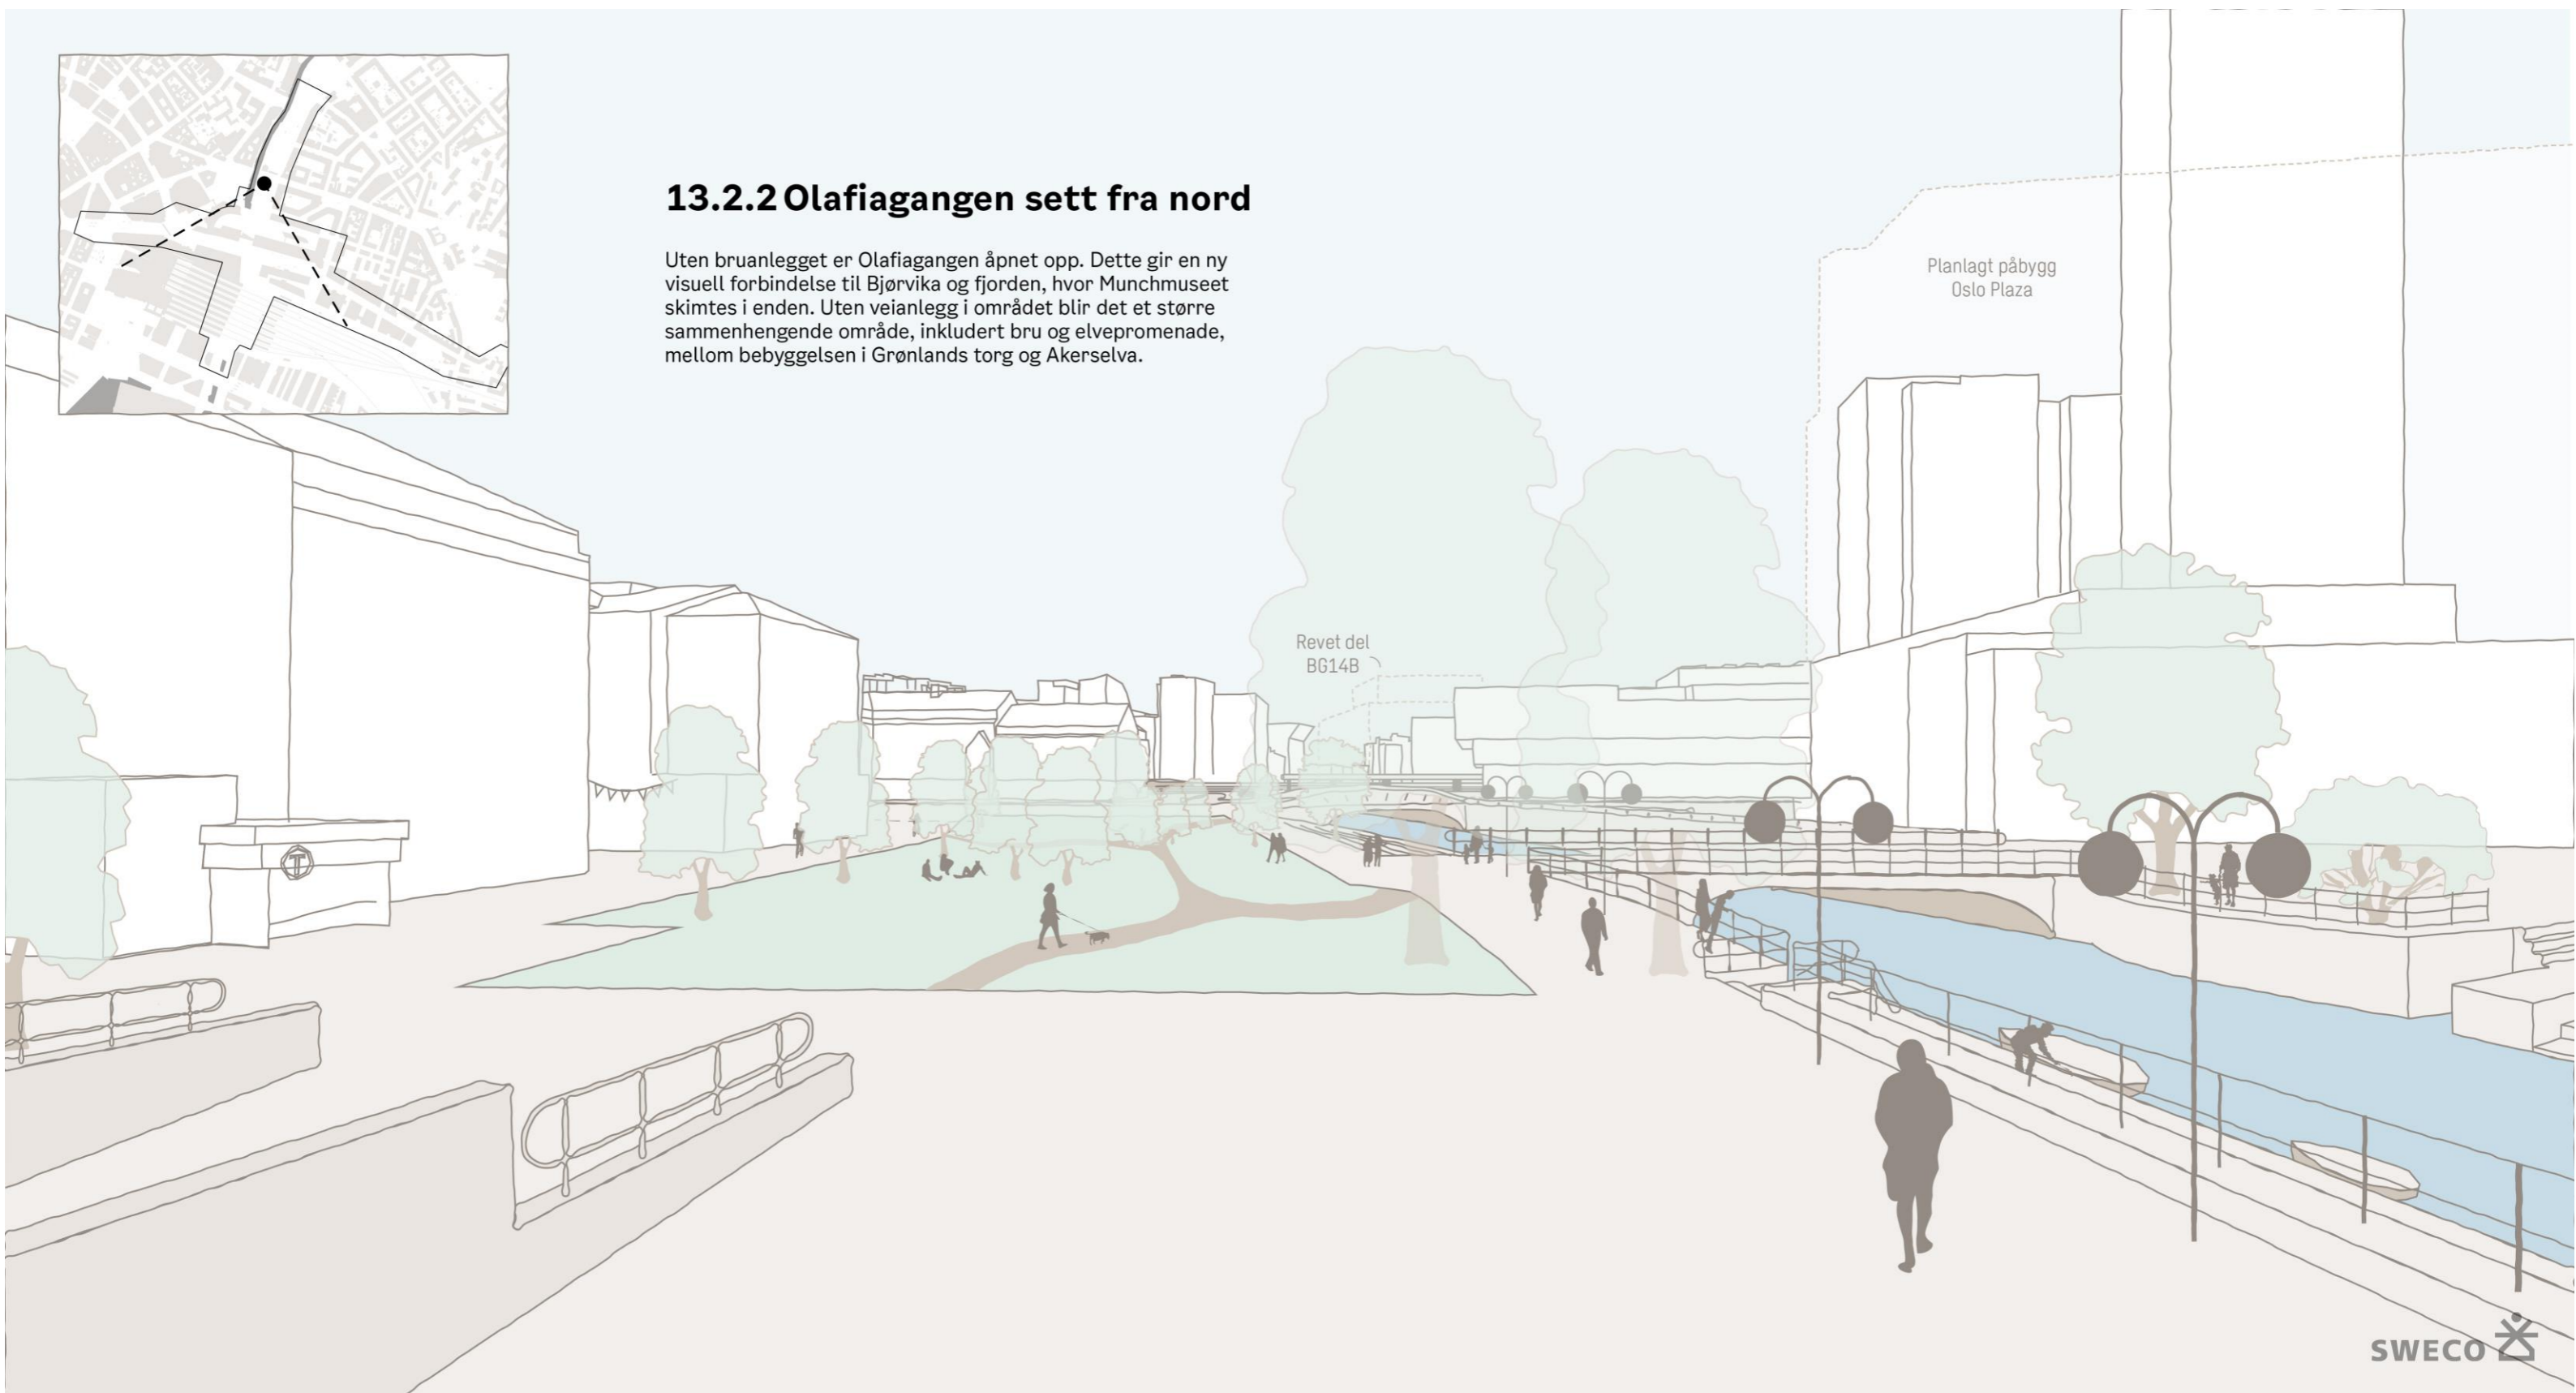 13.2.2 Olafiagangen sett fra nord
Uten bruanlegget er Olafiagangen åpnet opp. Dette gir en ny
visuell forbindelse til Bjørvika og fjorden, hvor Munchmuseet
skimtes i enden. Uten veianlegg i området blir det et større
sammenhengende område, inkludert bru og elvepromenade,
mellom bebyggelsen i Grønlands torg og Akerselva.
Planlagt påbygg
Oslo Plaza
Revet del
BG14B
T
SWECO